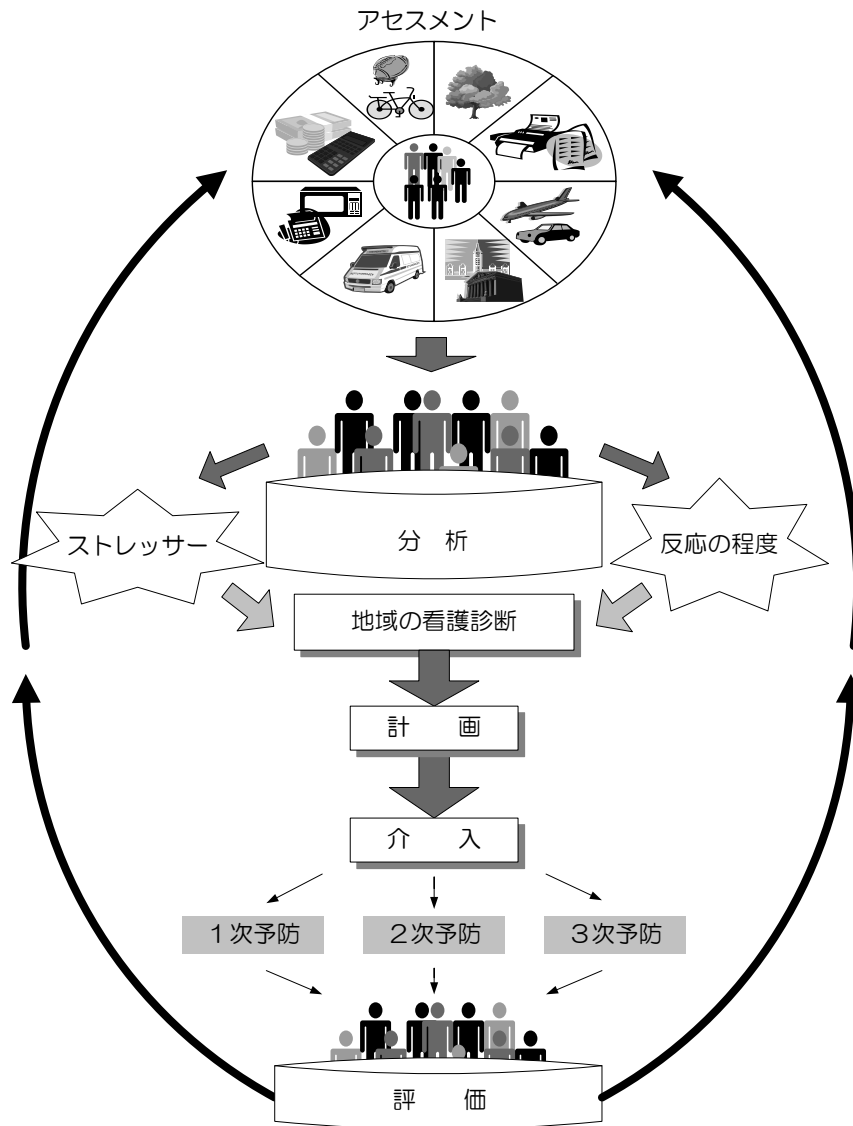 アセスメント
分　析
ストレッサー
反応の程度
地域の看護診断
計　画
介　入
１次予防
２次予防
３次予防
評　価